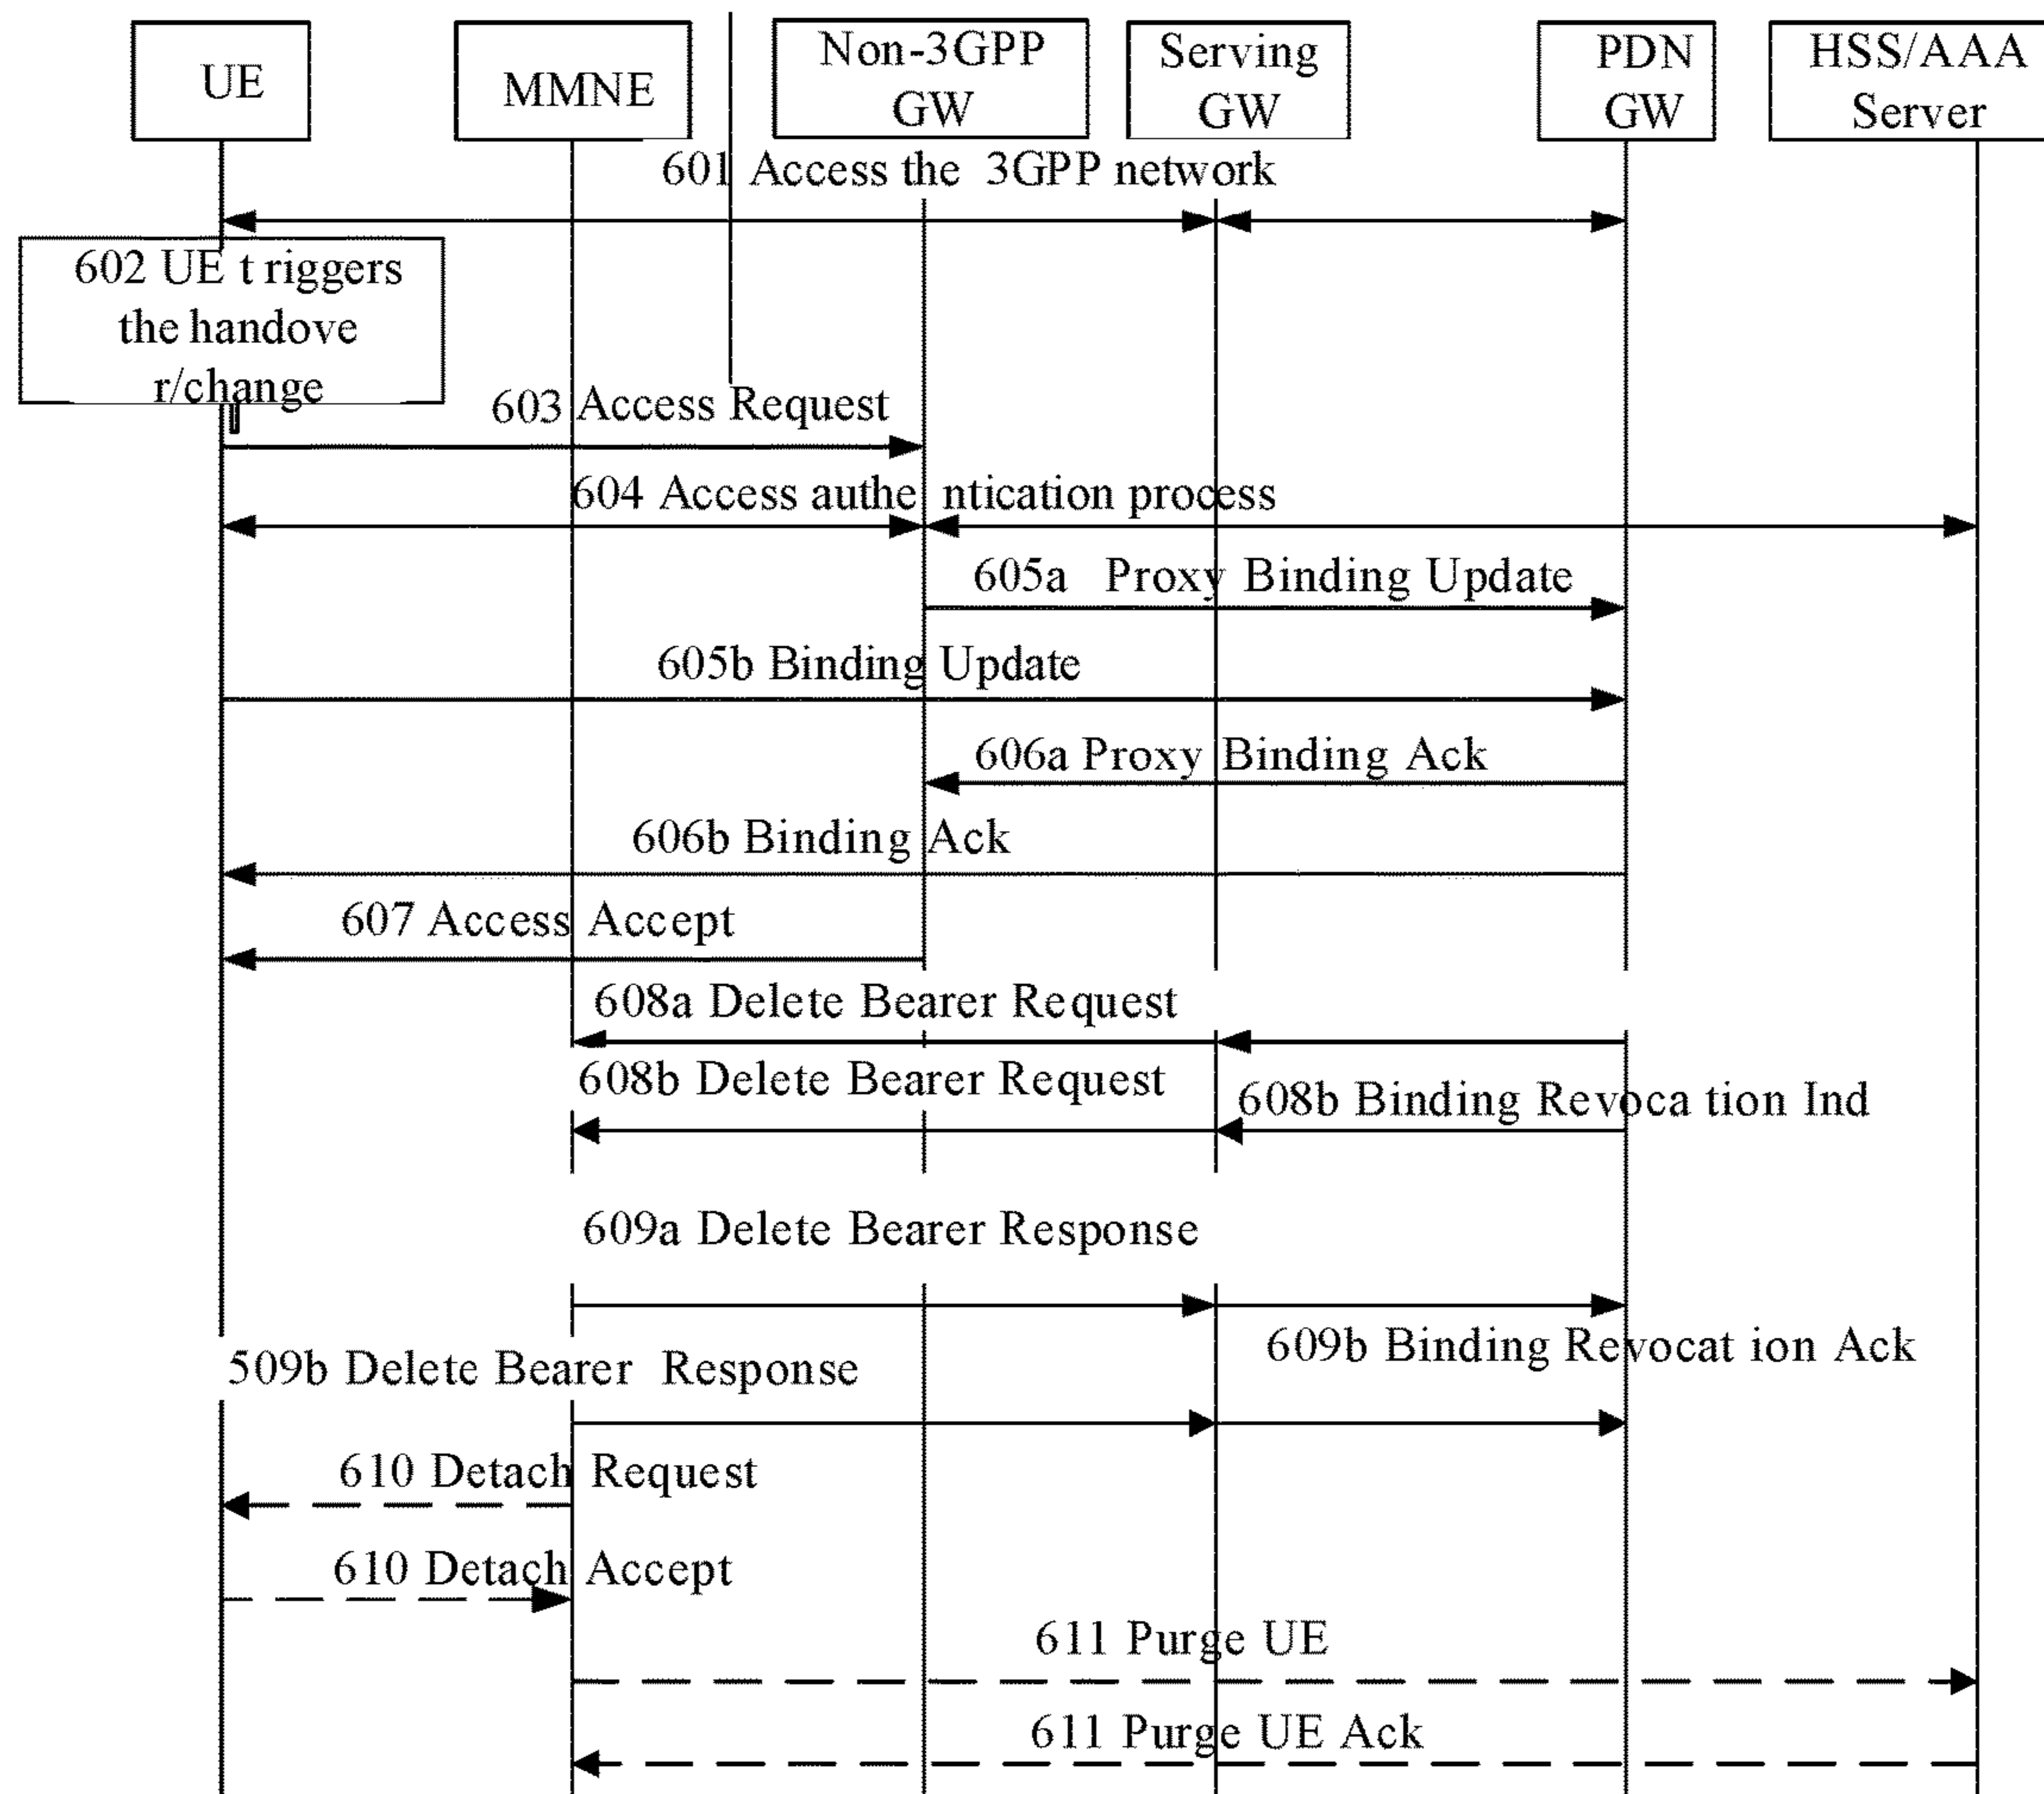 UE
MMNE
Non-3GPP
GW
Serving
GW
PDN
GW
HSS/AAA
Server
601 Access the 3GPP network
602 UE t riggers
the handove
r/change
603 Access Request
604 Access authe ntication process
605a Proxy Binding Update
605b Binding Update
606a Proxy Binding Ack
606b Binding Ack
607 Access Accept
608a Delete Bearer Request
608b Delete Bearer Request
608b Binding Revoca tion Ind
609a Delete Bearer Response
609b Binding Revocat ion Ack
509b Delete Bearer Response
610 Detach Request
610 Detach Accept
611 Purge UE
611 Purge UE Ack